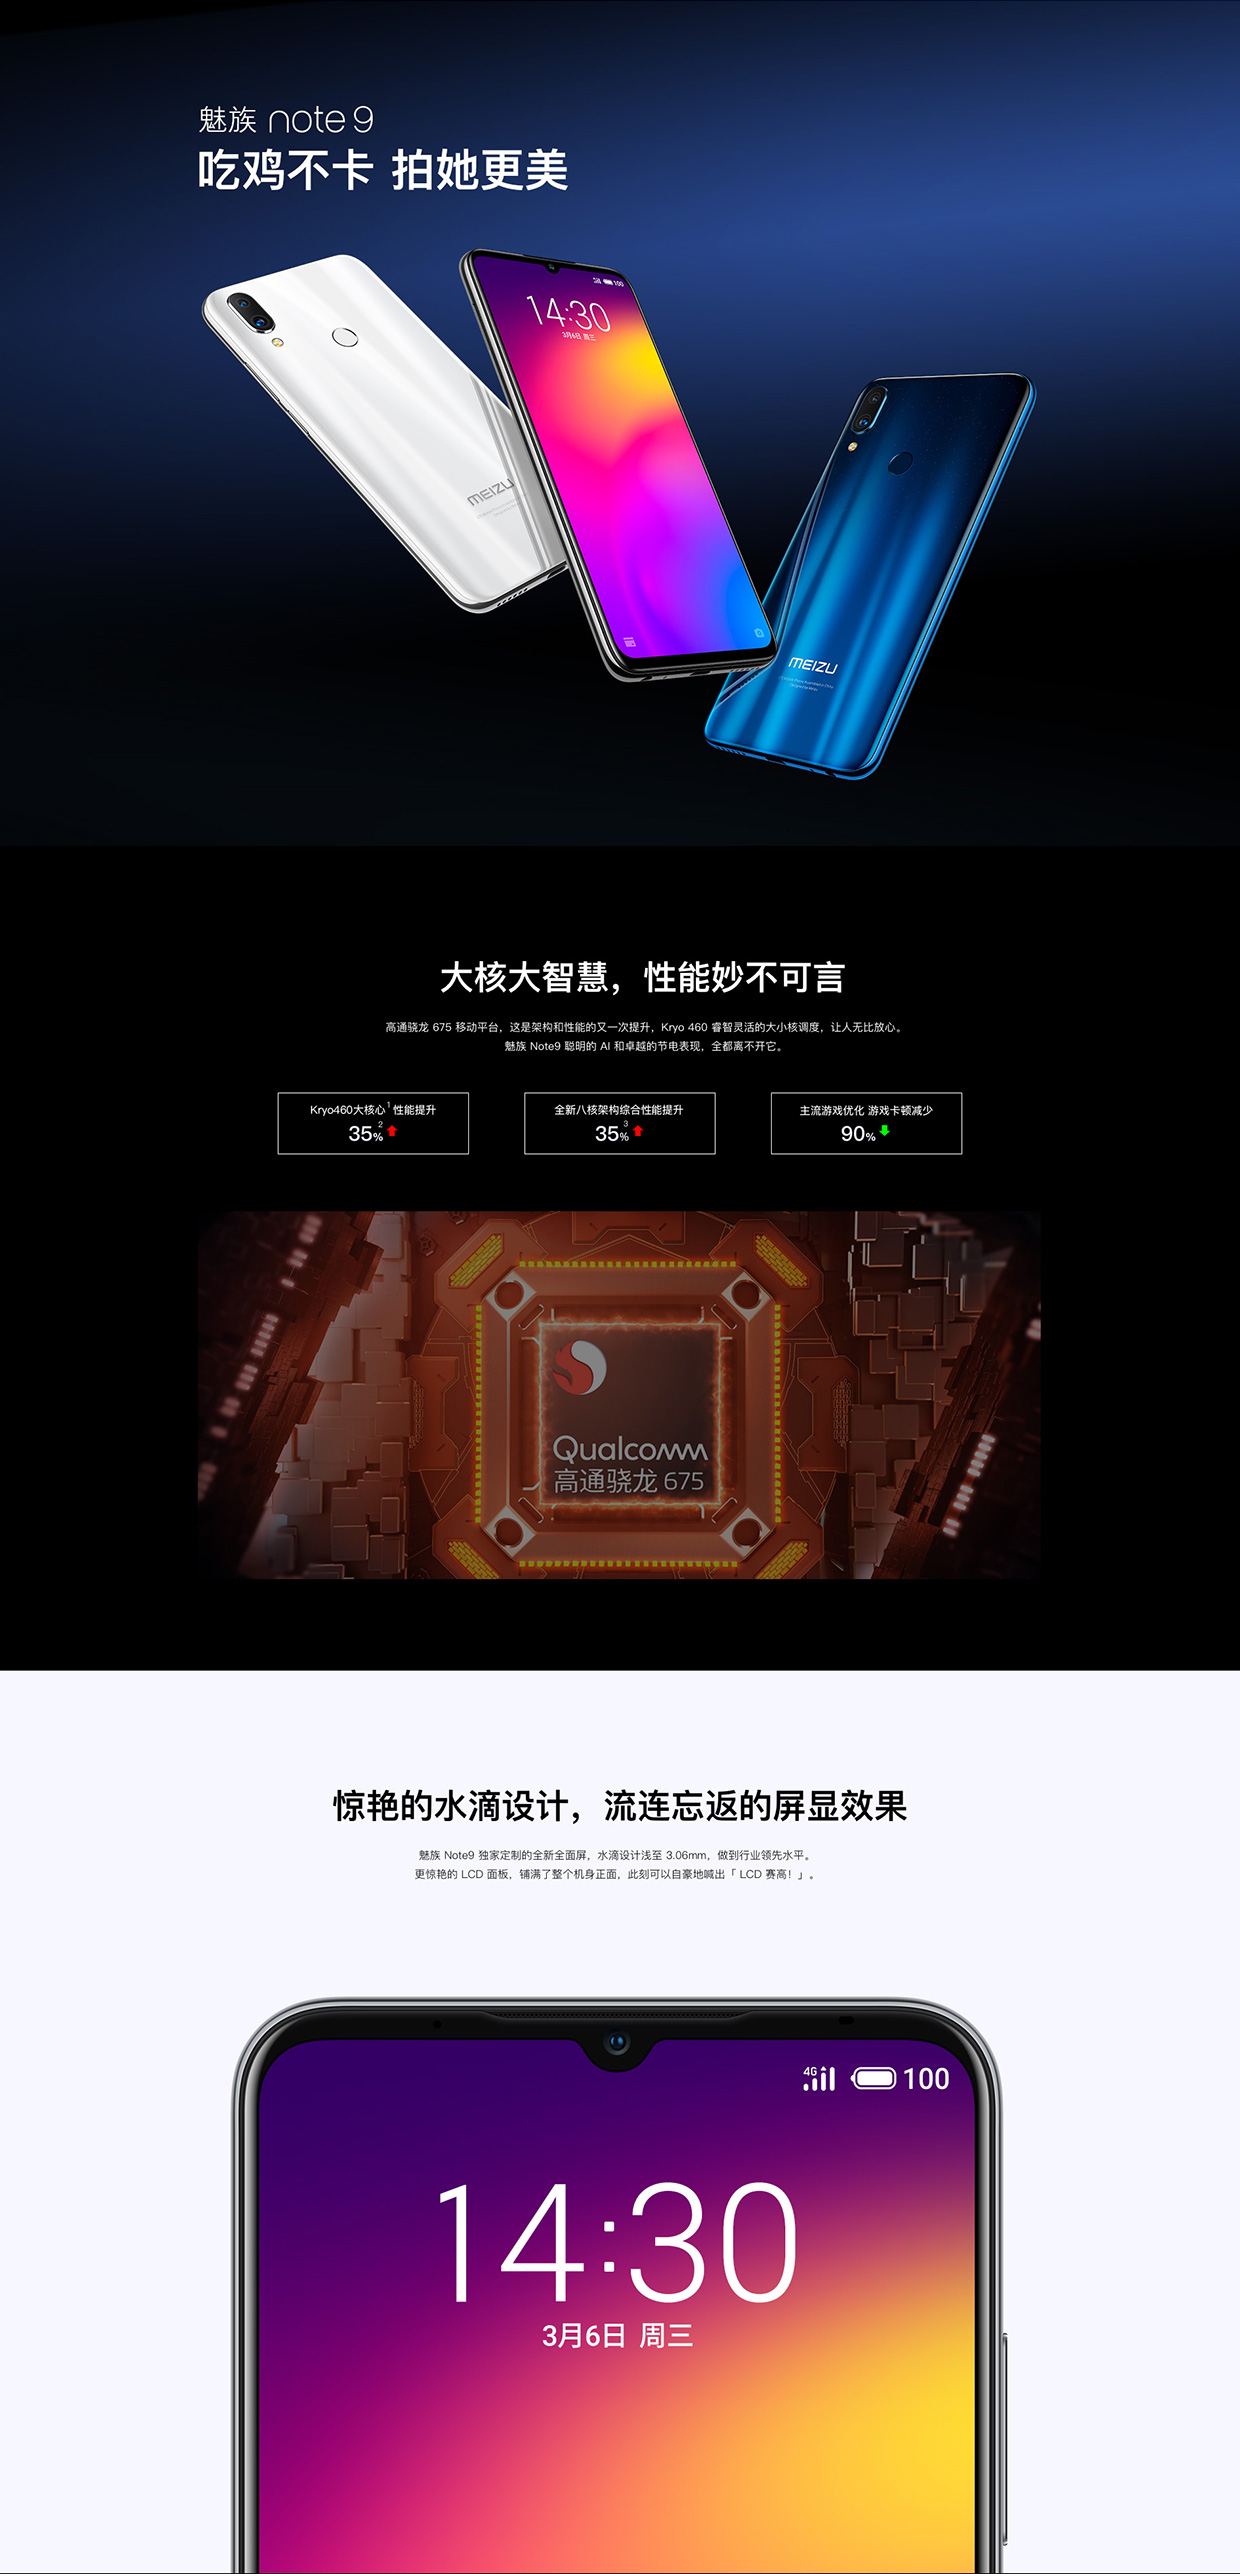 魅族 note 9
吃鸡不卡 拍她更美
100
14:30
3月6日 周三
MEIZU
MEIZU
大核大智慧，性能妙不可言
高通骁龙 675 移动平台，这是架构和性能的又一次提升，Kryo 460 睿智灵活的大小核调度，让人无比放心。
魅族 Note9 聪明的 AI 和卓越的节电表现，全都离不开它。
Kryo460大核心1 性能提升
35%2
全新八核架构综合性能提升
35%3
主流游戏优化 游戏卡顿减少
90%
Qualcomm
高通骁龙 675
惊艳的水滴设计，流连忘返的屏显效果
魅族 Note9 独家定制的全新全面屏，水滴设计浅至 3.06mm，做到行业领先水平。
更惊艳的 LCD 面板，铺满了整个机身正面，此刻可以自豪地喊出「 LCD 赛高！」。
4G 100
14:30
3月6日 周三